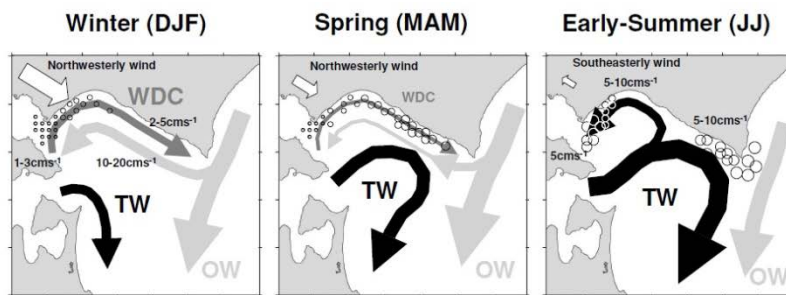 Winter (DJF)
Spring (MAM)
Early-Summer (JJ)
Northwesterly wind
WDC
2-5cms⁻¹
1-3cms⁻¹
10-20cms⁻¹
TW
OW
Northwesterly wind
WDC
TW
OW
Southeasterly wind
5-10cms⁻¹
5-10cms⁻¹
5cms⁻¹
TW
OW